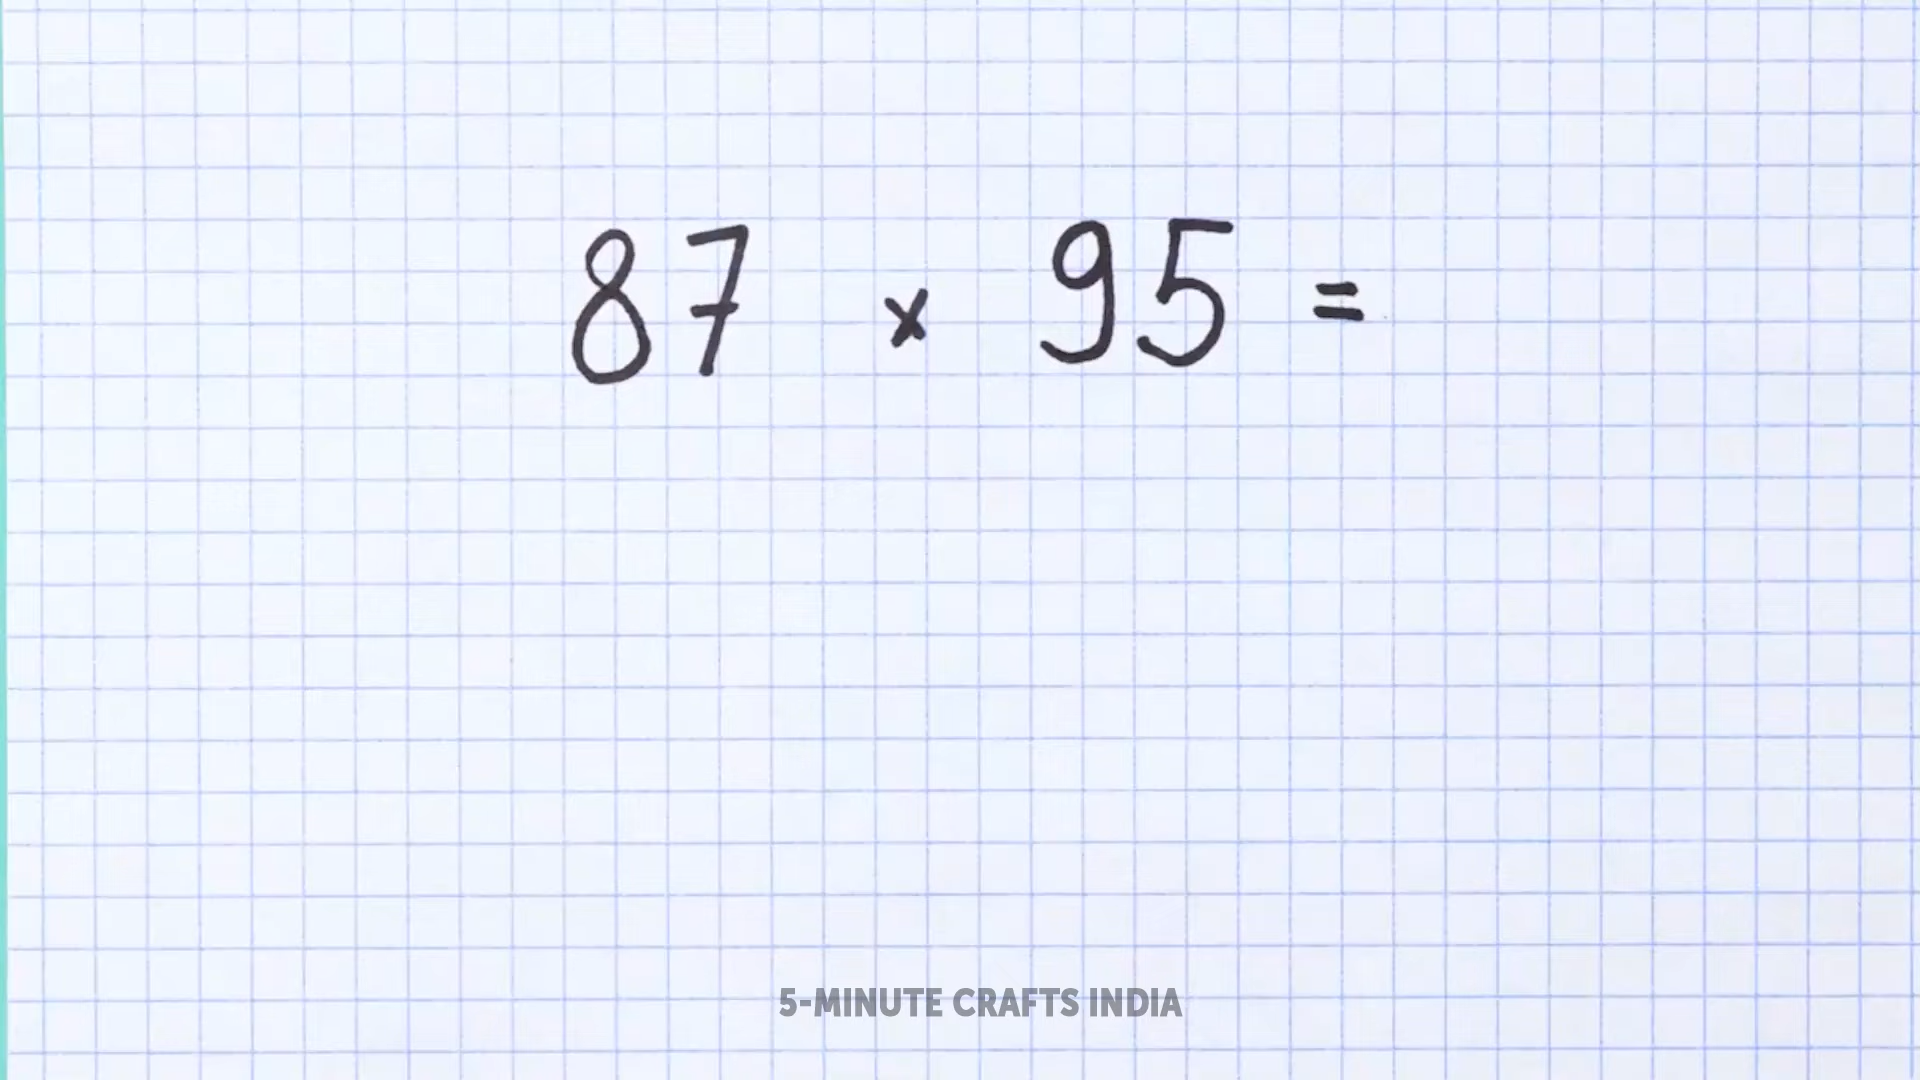 87 × 95 =
5-MINUTE CRAFTS INDIA